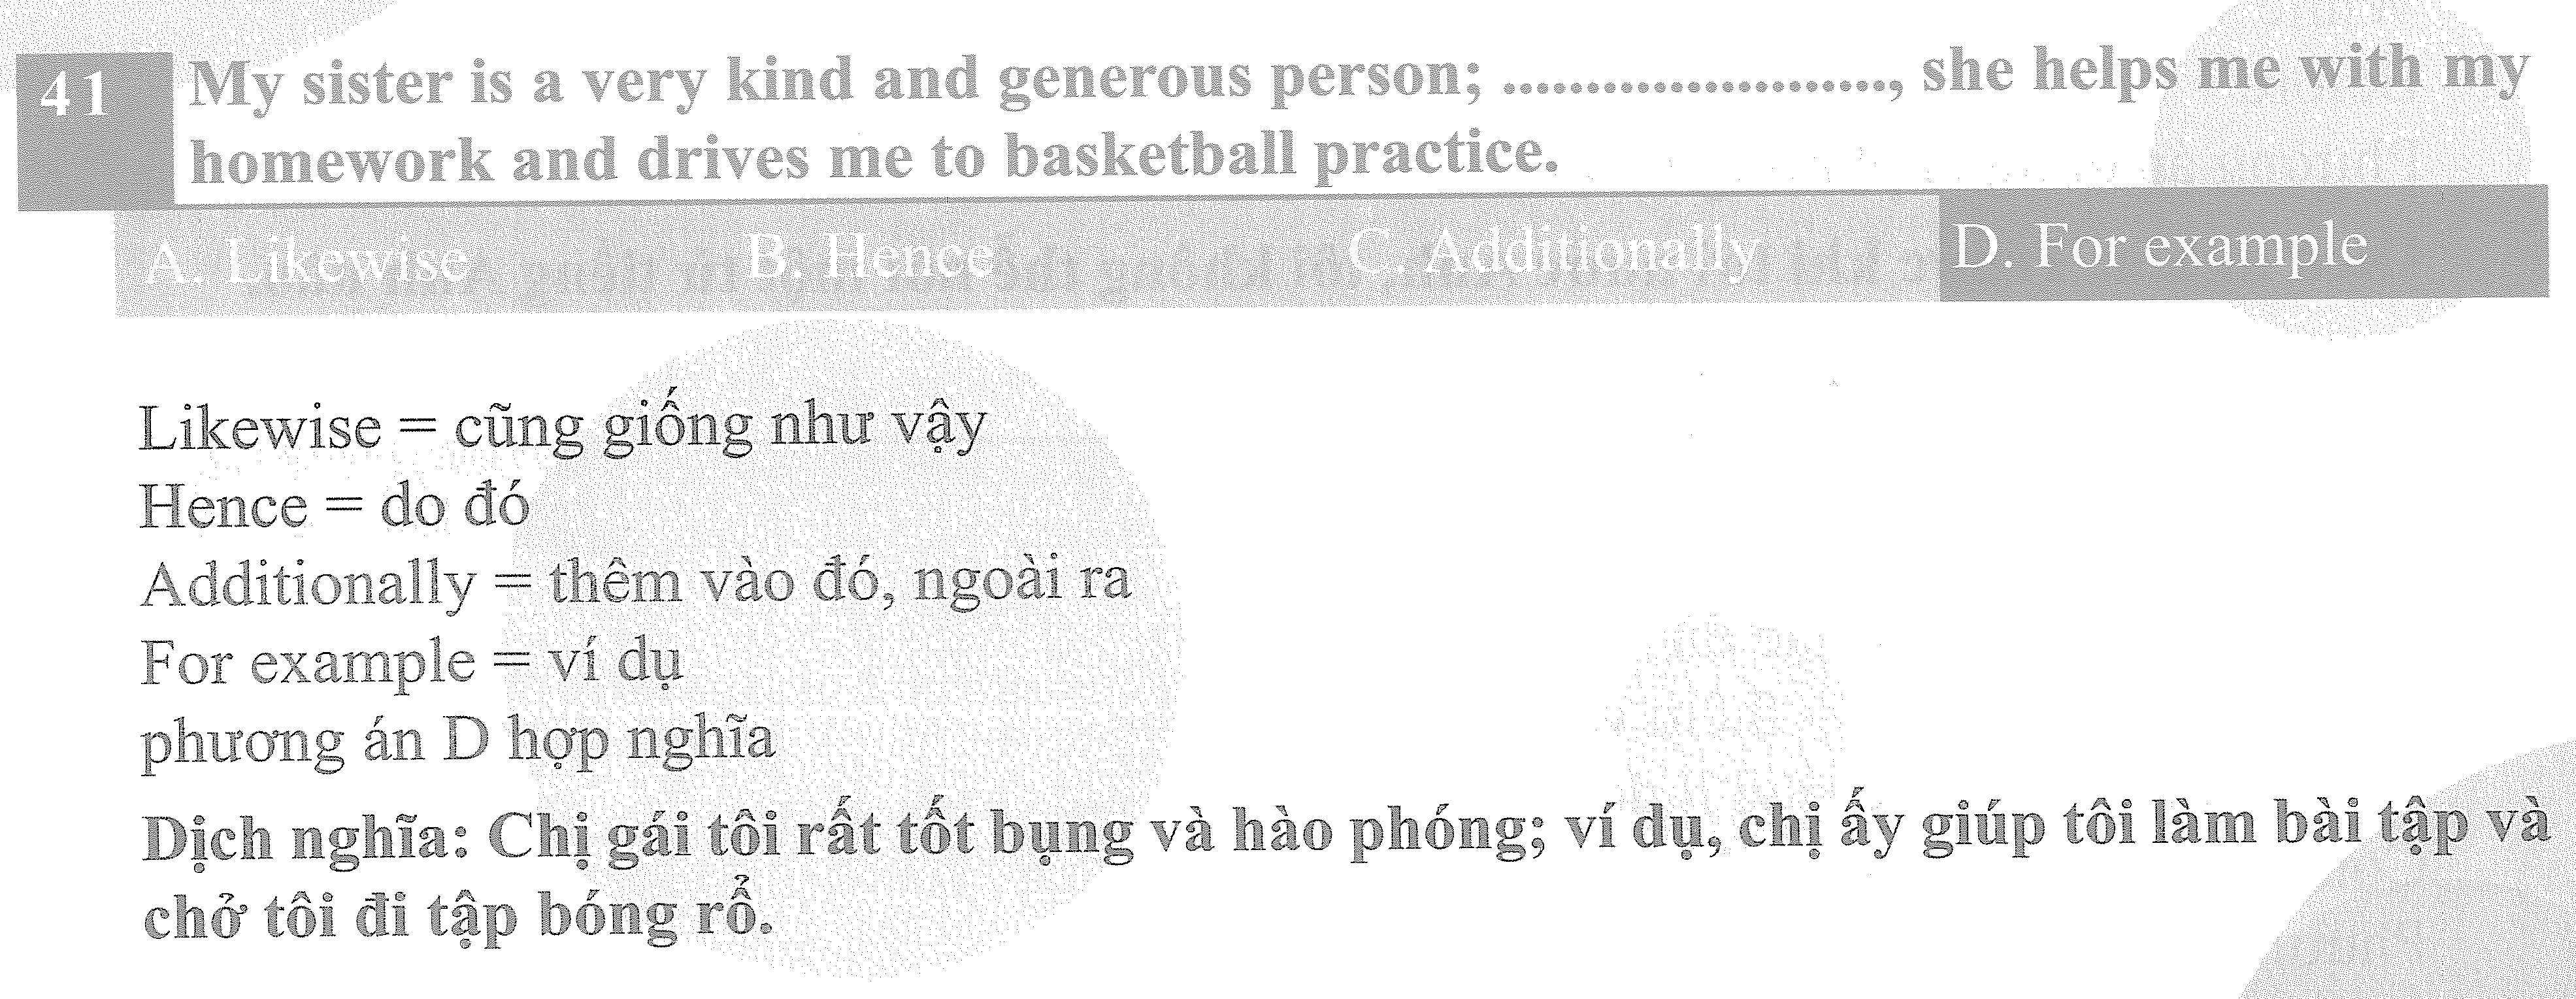 41 My sister is a very kind and generous person; ......................, she helps me with my
homework and drives me to basketball practice.
A. Likewise B. Hence C. Additionally D. For example
Likewise = cũng giống như vậy
Hence = do đó
Additionally = thêm vào đó, ngoài ra
For example = ví dụ
phương án D hợp nghĩa
Dịch nghĩa: Chị gái tôi rất tốt bụng và hào phóng; ví dụ, chị ấy giúp tôi làm bài tập và
chở tôi đi tập bóng rổ.